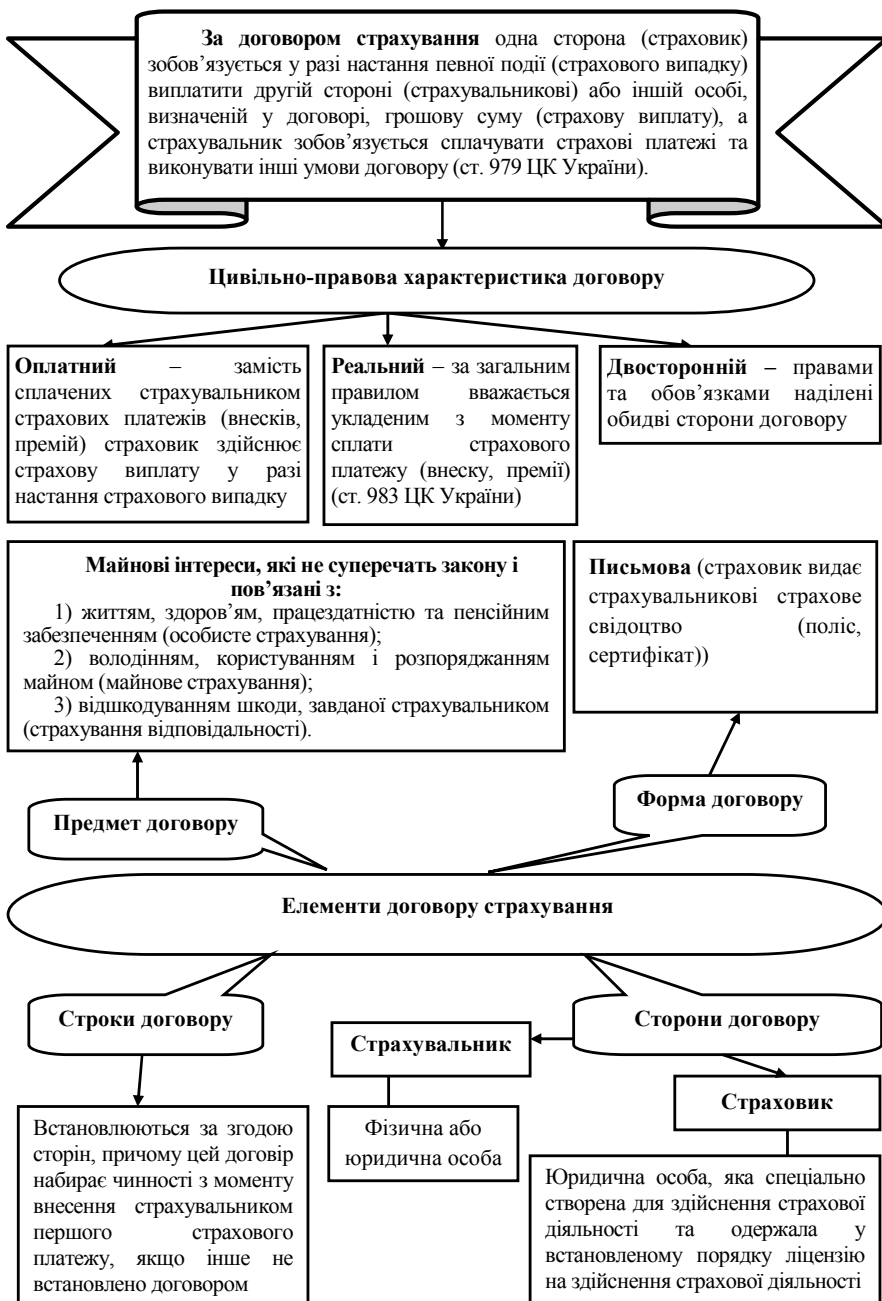 За договором страхування одна сторона (страховик)
зобов’язується у разі настання певної події (страхового випадку)
виплатити другій стороні (страхувальникові) або іншій особі,
визначеній у договорі, грошову суму (страхову виплату), а
страхувальник зобов’язується сплачувати страхові платежі та
виконувати інші умови договору (ст. 979 ЦК України).
Цивільно-правова характеристика договору
Оплатний – замість
сплачених страхувальником
страхових платежів (внесків,
премій) страховик здійснює
страхову виплату у разі
настання страхового випадку
Реальний – за загальним
правилом вважається
укладеним з моменту
сплати страхового
платежу (внеску, премії)
(ст. 983 ЦК України)
Двосторонній – правами
та обов’язками наділені
обидві сторони договору
Майнові інтереси, які не суперечать закону і
пов’язані з:
1) життям, здоров’ям, працездатністю та пенсійним
забезпеченням (особисте страхування);
2) володінням, користуванням і розпоряджанням
майном (майнове страхування);
3) відшкодуванням шкоди, завданої страхувальником
(страхування відповідальності).
Письмова (страховик видає
страхувальникові страхове
свідоцтво (поліс,
сертифікат))
Предмет договору
Форма договору
Елементи договору страхування
Строки договору
Сторони договору
Страхувальник
Страховик
Встановлюються за згодою
сторін, причому цей договір
набирає чинності з моменту
внесення страхувальником
першого страхового
платежу, якщо інше не
встановлено договором
Фізична або
юридична особа
Юридична особа, яка спеціально
створена для здійснення страхової
діяльності та одержала у
встановленому порядку ліцензію
на здійснення страхової діяльності